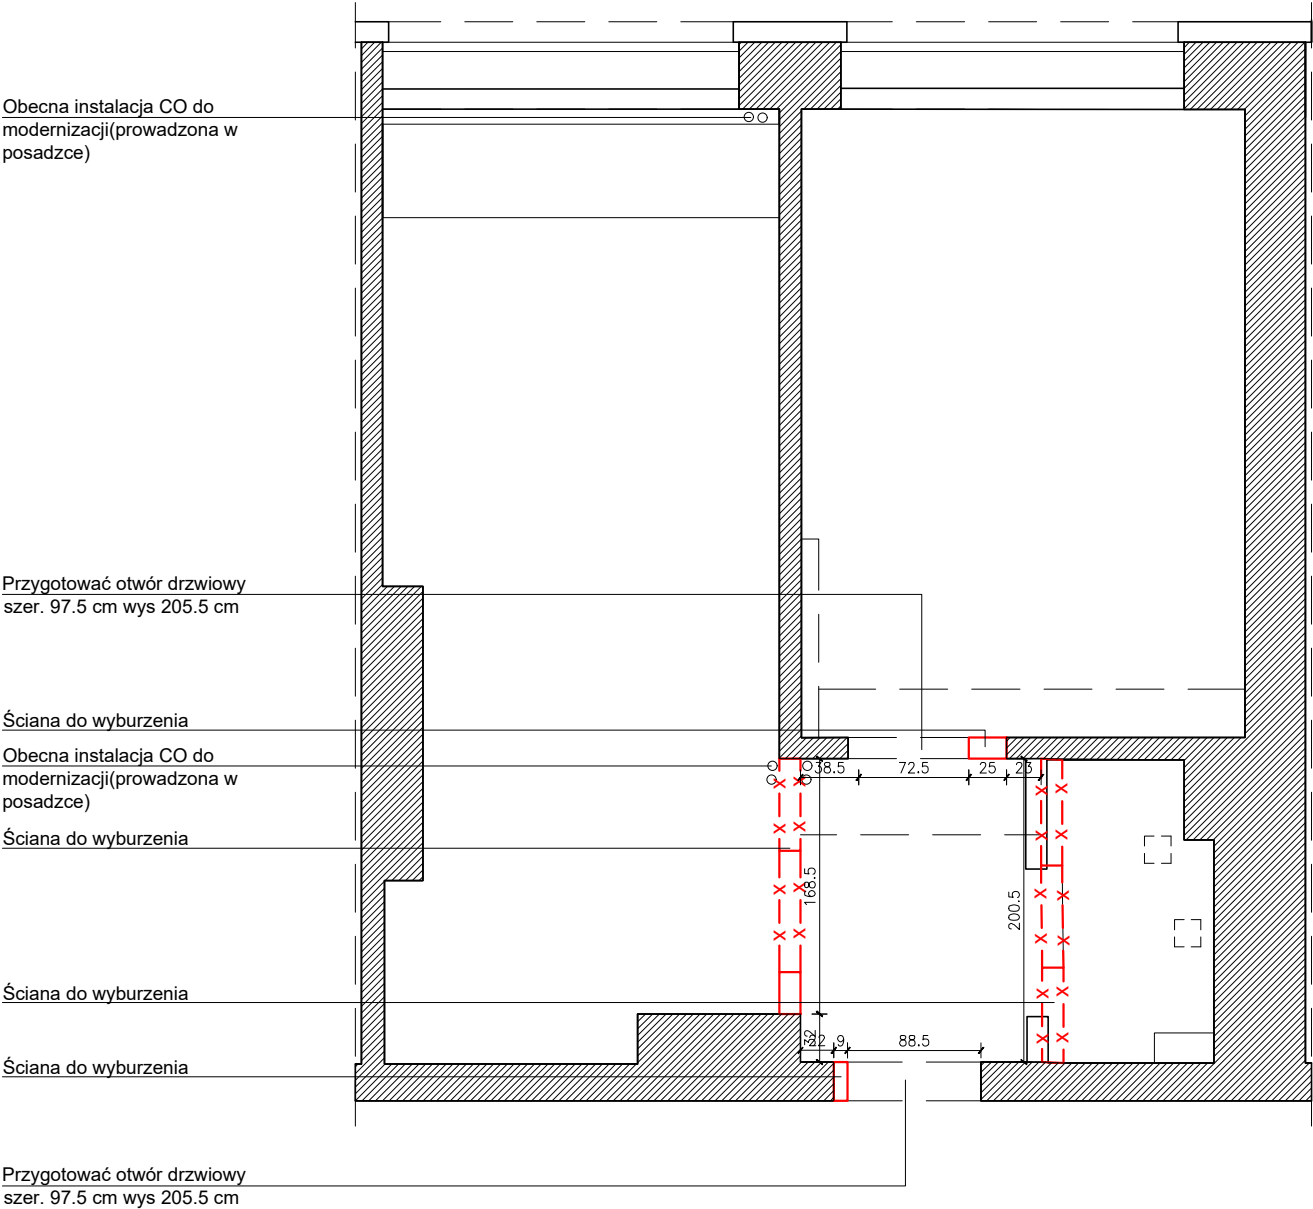 Obecna instalacja CO do
modernizacji(prowadzona w
posadzce)
Przygotować otwór drzwiowy
szer. 97.5 cm wys 205.5 cm
Ściana do wyburzenia
Obecna instalacja CO do
modernizacji(prowadzona w
posadzce)
38.5 72.5 25 23
Ściana do wyburzenia
168.5
200.5
Ściana do wyburzenia
32
22 9 88.5
Ściana do wyburzenia
Przygotować otwór drzwiowy
szer. 97.5 cm wys 205.5 cm